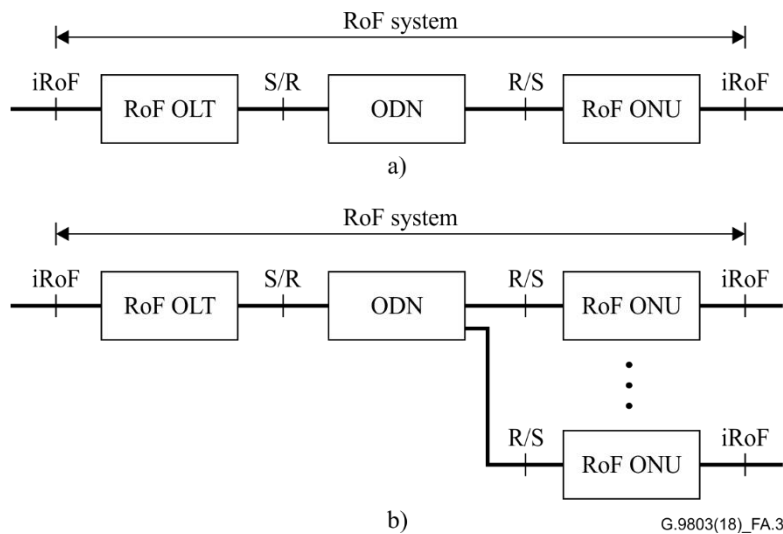 RoF system
iRoF S/R R/S iRoF
RoF OLT ODN RoF ONU
a)
RoF system
iRoF S/R R/S iRoF
RoF OLT ODN RoF ONU
R/S iRoF
RoF ONU
b)
G.9803(18)_FA.3